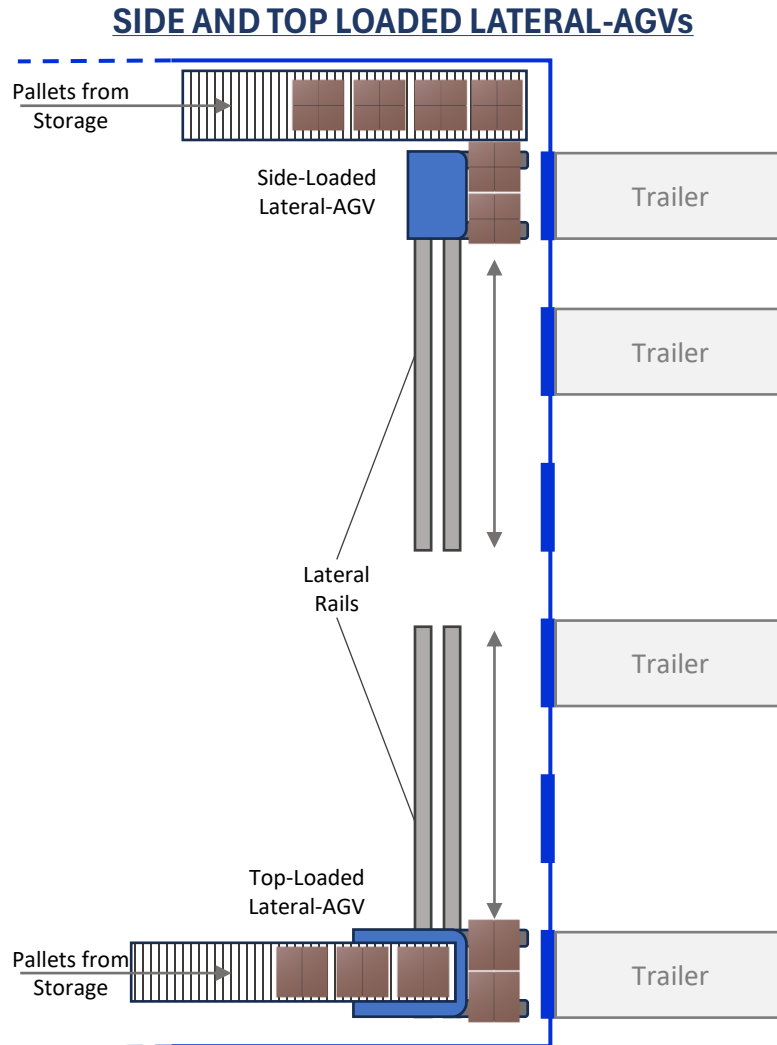 SIDE AND TOP LOADED LATERAL-AGVs
Pallets from
Storage
Side-Loaded
Lateral-AGV
Trailer
Trailer
Lateral
Rails
Trailer
Top-Loaded
Lateral-AGV
Pallets from
Storage
Trailer